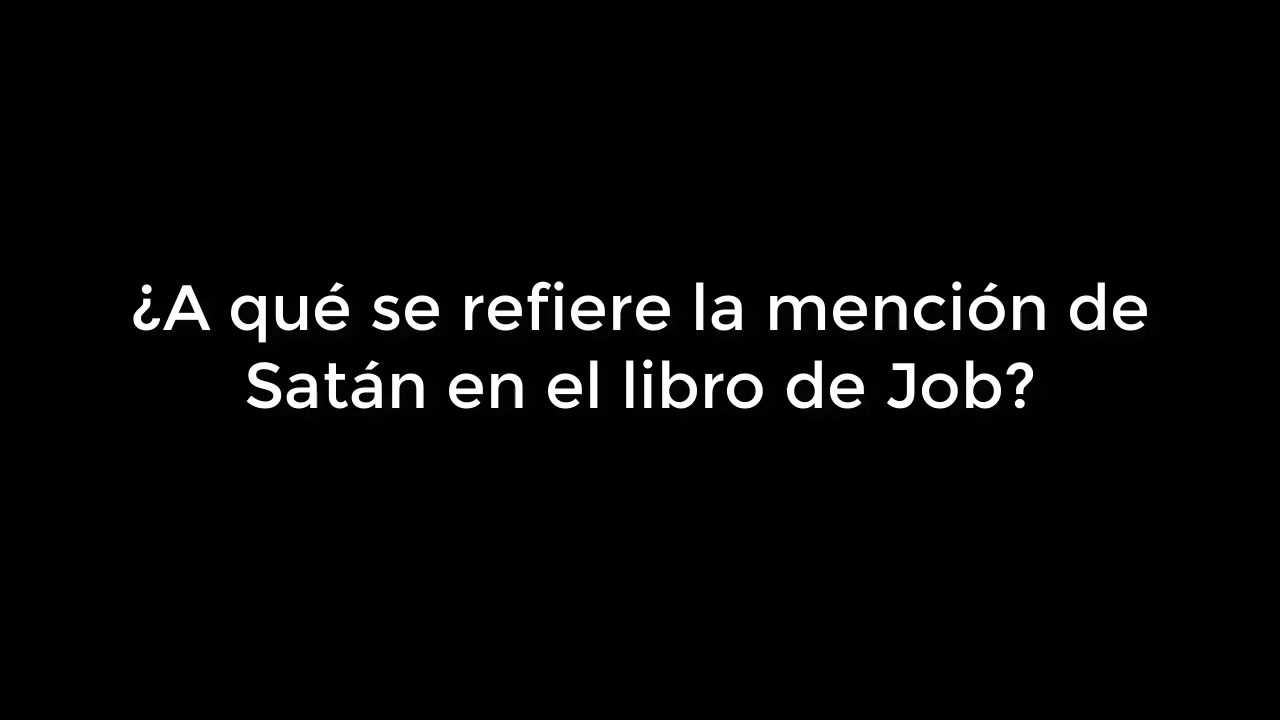 ¿A qué se refiere la mención de
Satán en el libro de Job?